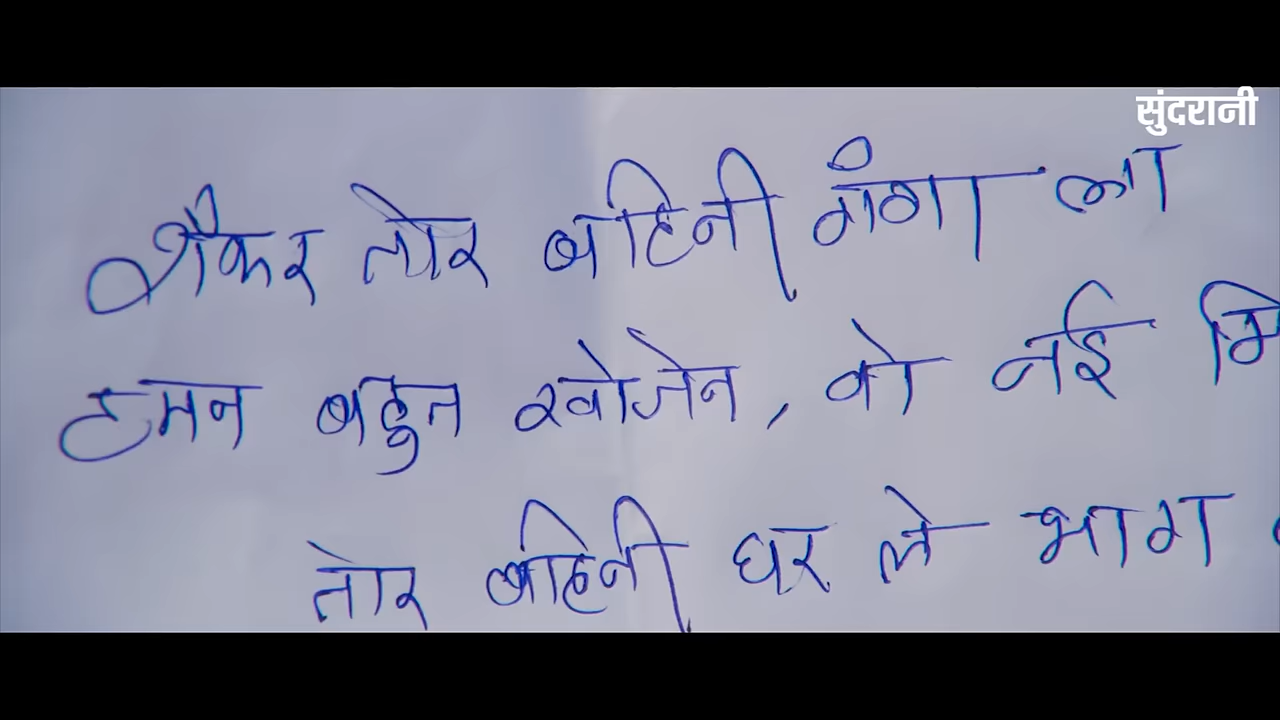 सुंदरानी
शंकर तोर बहिनी गंगा ला
हमन बहुत खोजेन, वो नई मि
तोर बहिनी घर ले भाग